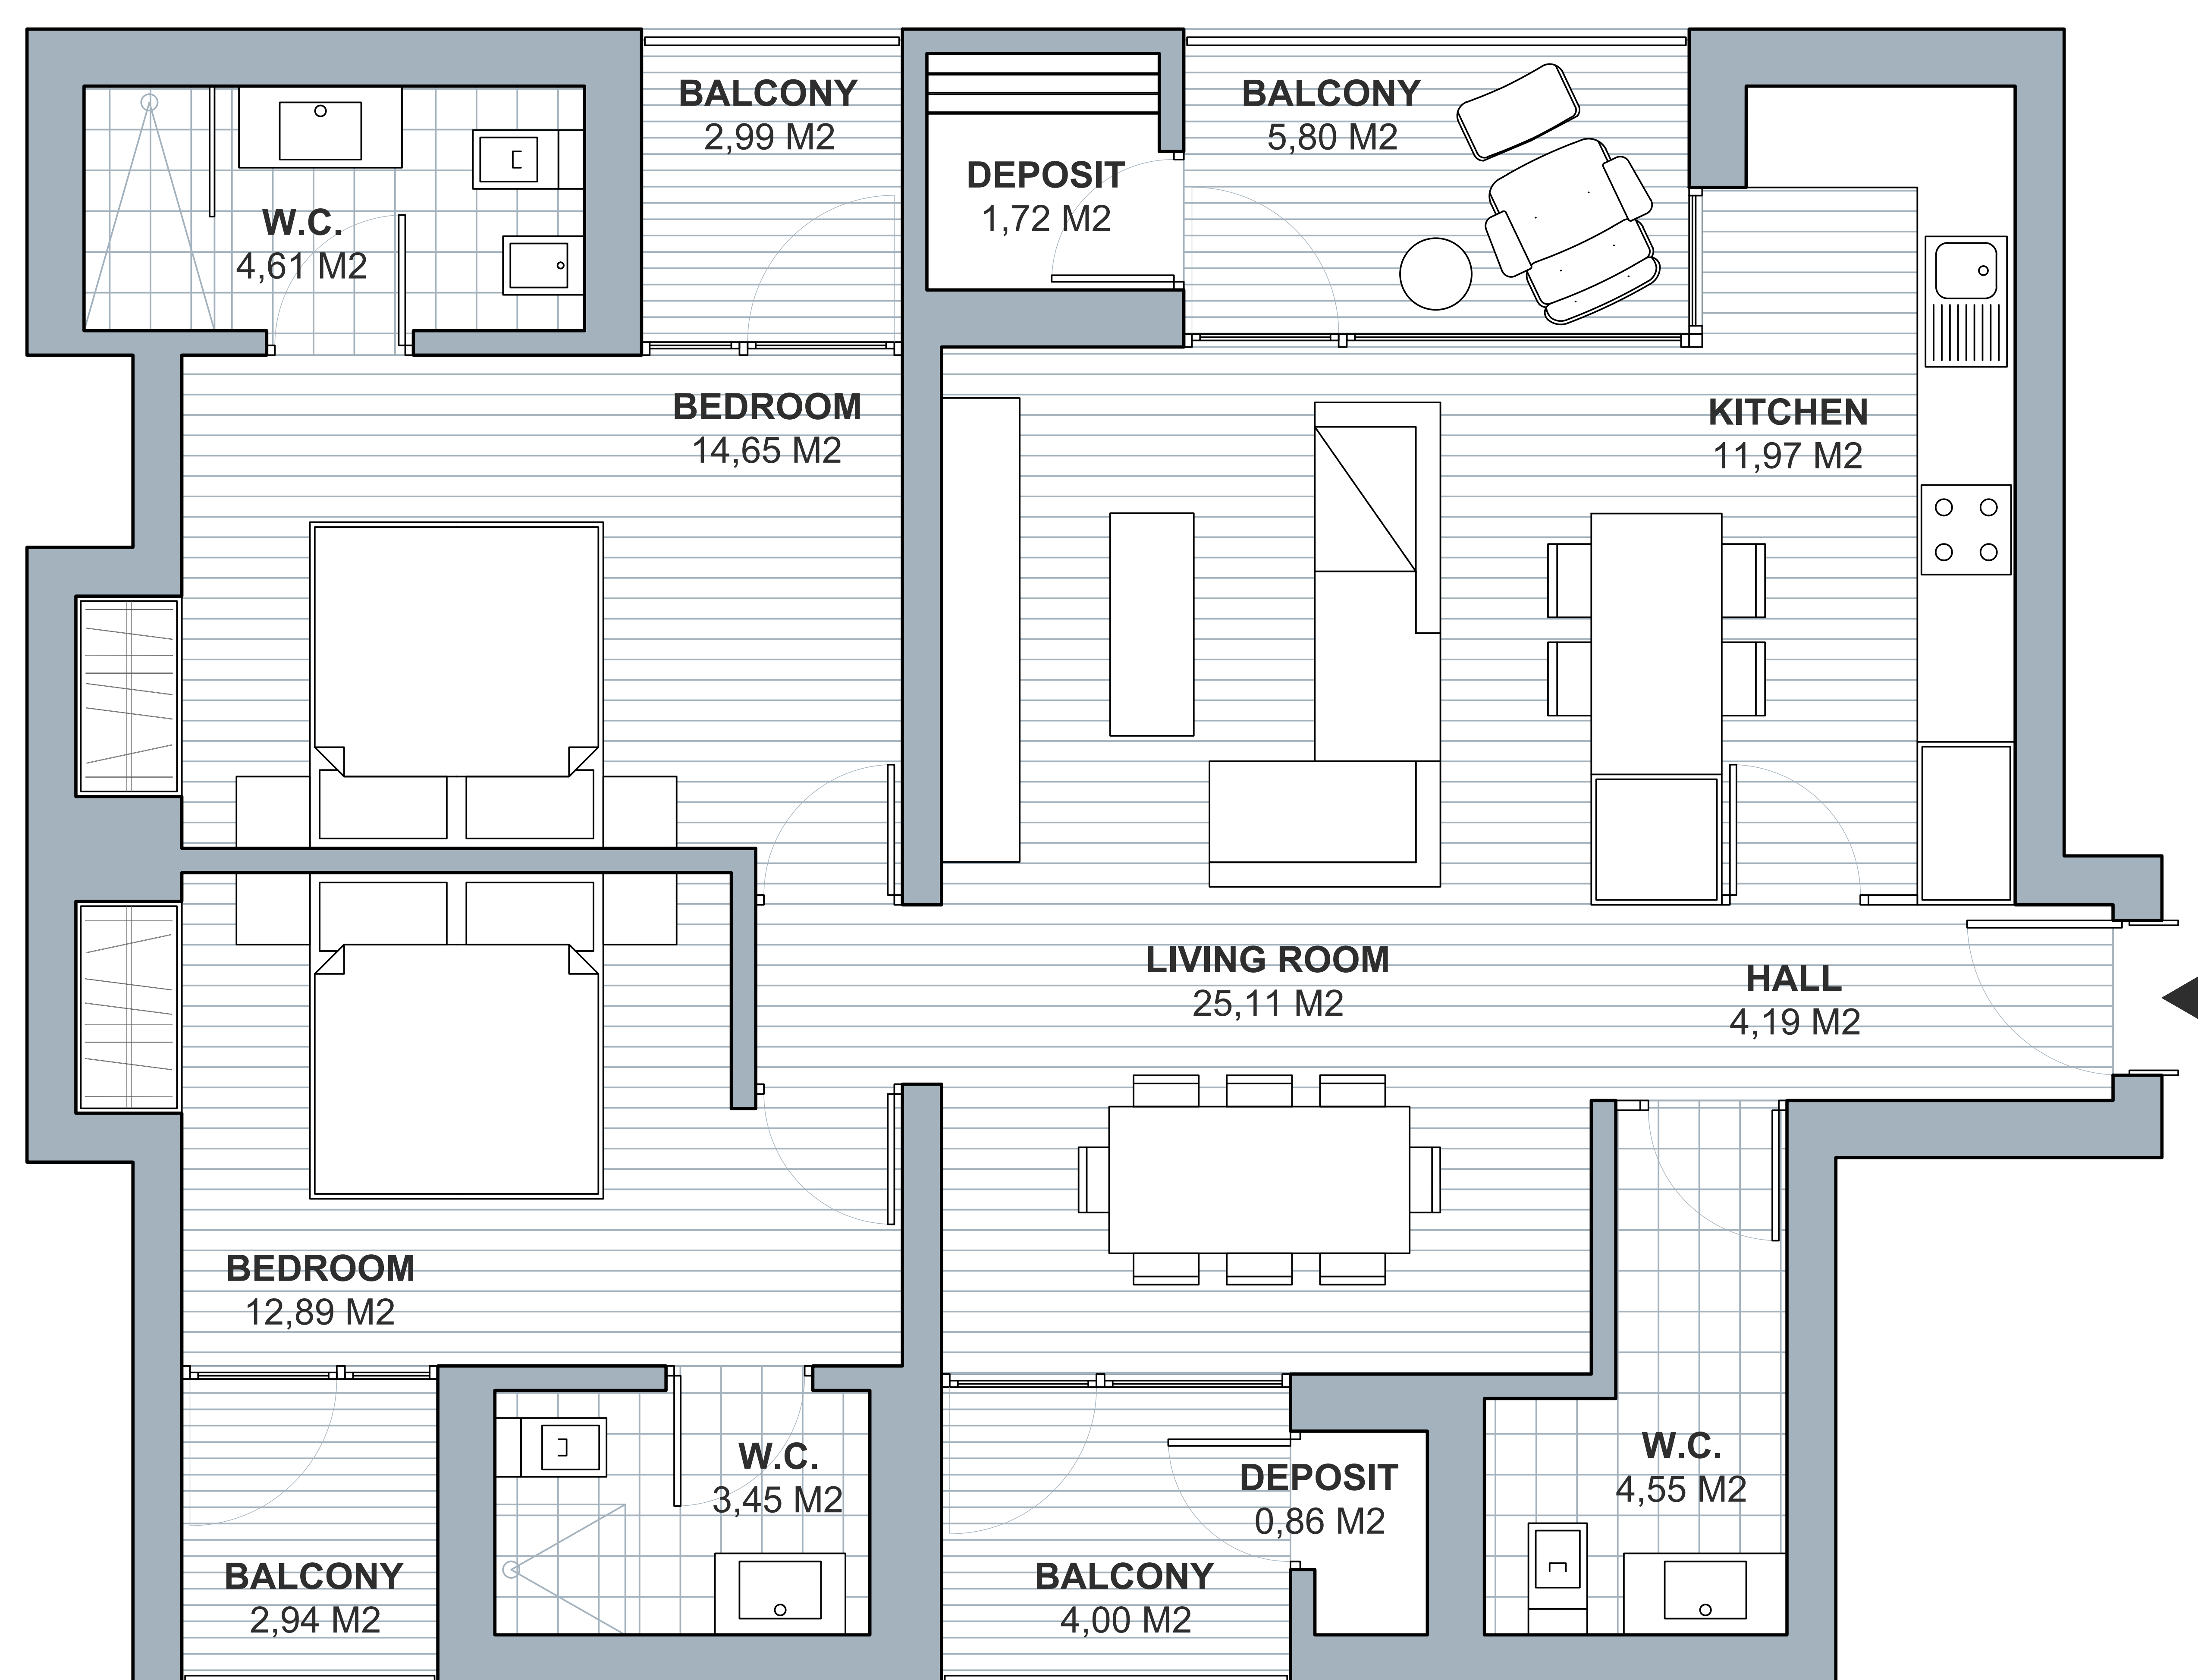 BALCONY
2,99 M2
BALCONY
5,80 M2
DEPOSIT
1,72 M2
W.C.
4,61 M2
BEDROOM
14,65 M2
KITCHEN
11,97 M2
LIVING ROOM
25,11 M2
HALL
4,19 M2
BEDROOM
12,89 M2
W.C.
3,45 M2
DEPOSIT
0,86 M2
W.C.
4,55 M2
BALCONY
2,94 M2
BALCONY
4,00 M2